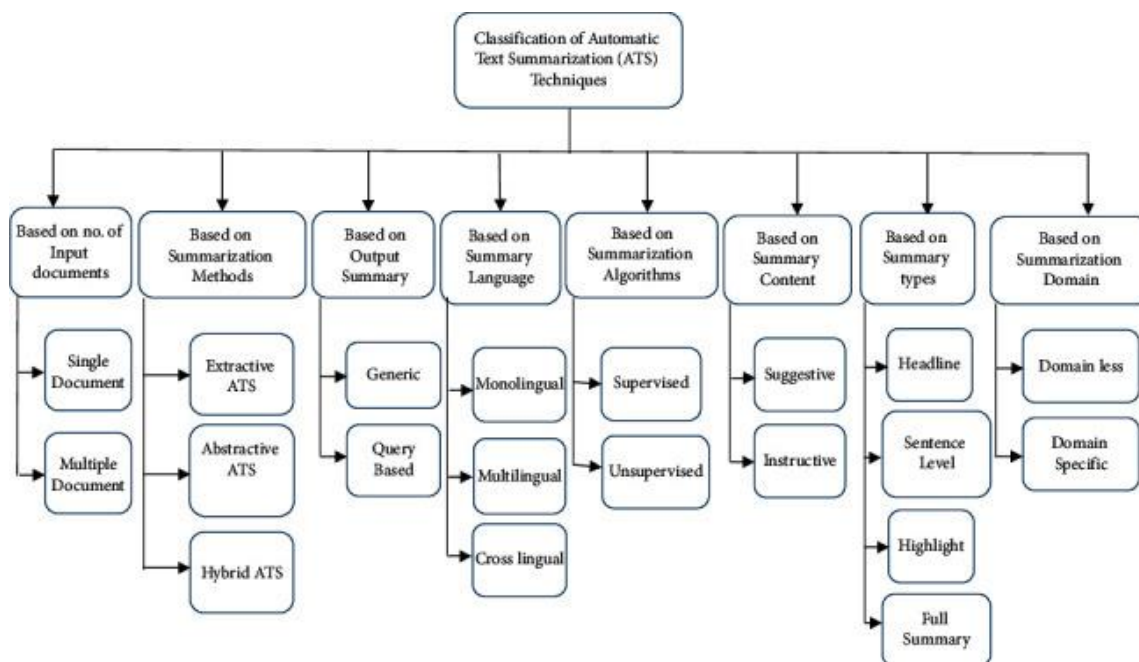 Classification of Automatic
Text Summarization (ATS)
Techniques
Based on no. of
Input
documents
Based on
Summarization
Methods
Based on
Output
Summary
Based on
Summary
Language
Based on
Summarization
Algorithms
Based on
Summary
Content
Based on
Summary
types
Based on
Summarization
Domain
Single
Document
Multiple
Document
Extractive
ATS
Abstractive
ATS
Hybrid ATS
Generic
Query
Based
Monolingual
Multilingual
Cross lingual
Supervised
Unsupervised
Suggestive
Instructive
Headline
Sentence
Level
Highlight
Full
Summary
Domain less
Domain
Specific